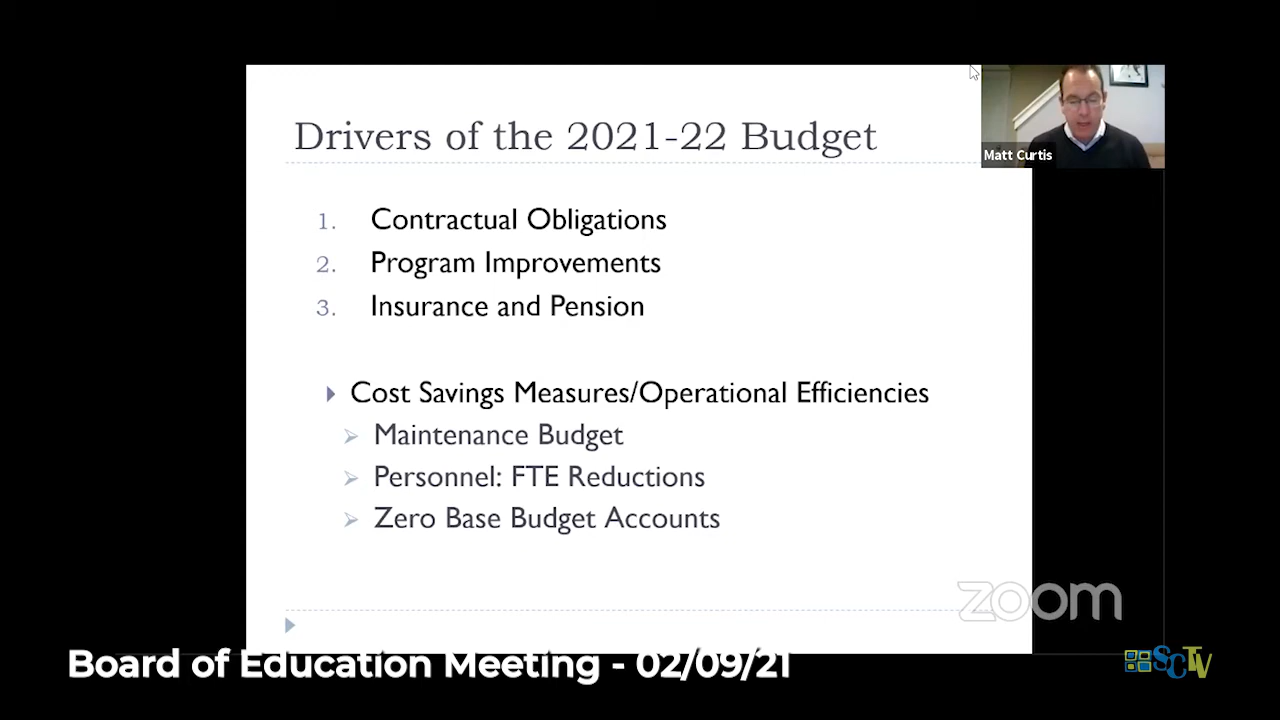 Drivers of the 2021-22 Budget
Matt Curtis
1. Contractual Obligations
2. Program Improvements
3. Insurance and Pension
Cost Savings Measures/Operational Efficiencies
Maintenance Budget
Personnel: FTE Reductions
Zero Base Budget Accounts
zoom
Board of Education Meeting - 02/09/21
SCTV